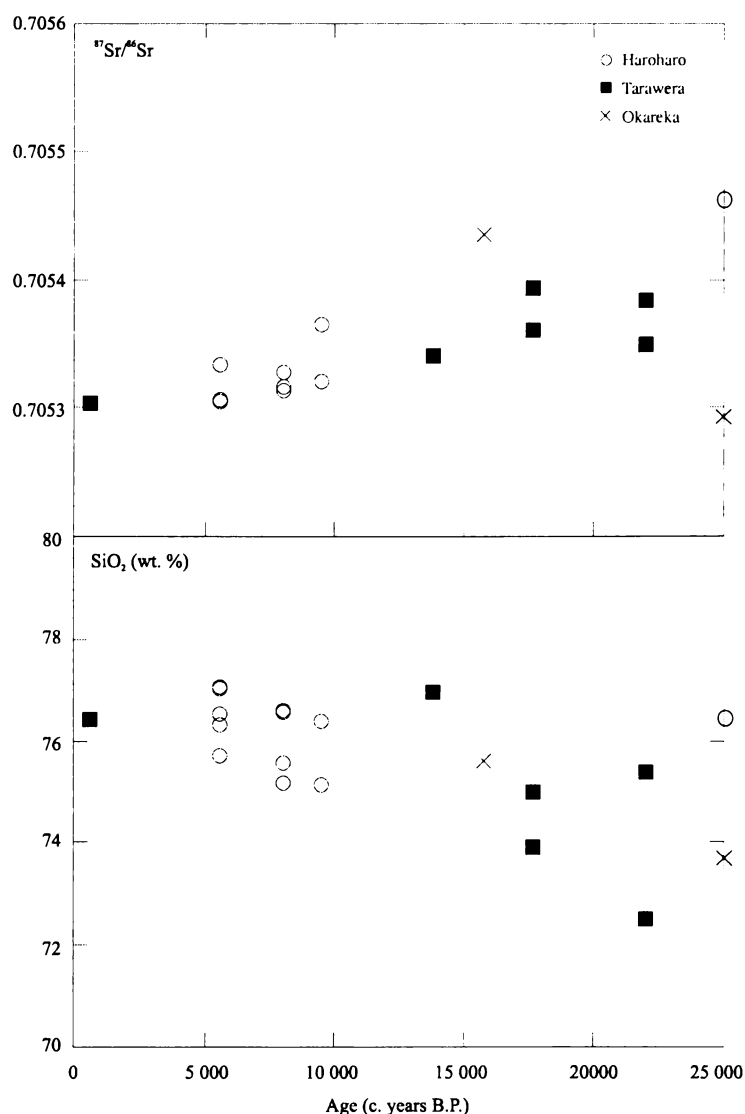 0.7056
⁸⁷Sr/⁸⁶Sr
Haroharo
Tarawera
Okareka
0.7055
0.7054
0.7053
80
SiO₂ (wt. %)
78
76
74
72
70
0 5 000 10 000 15 000 20000 25 000
Age (c. years B.P.)